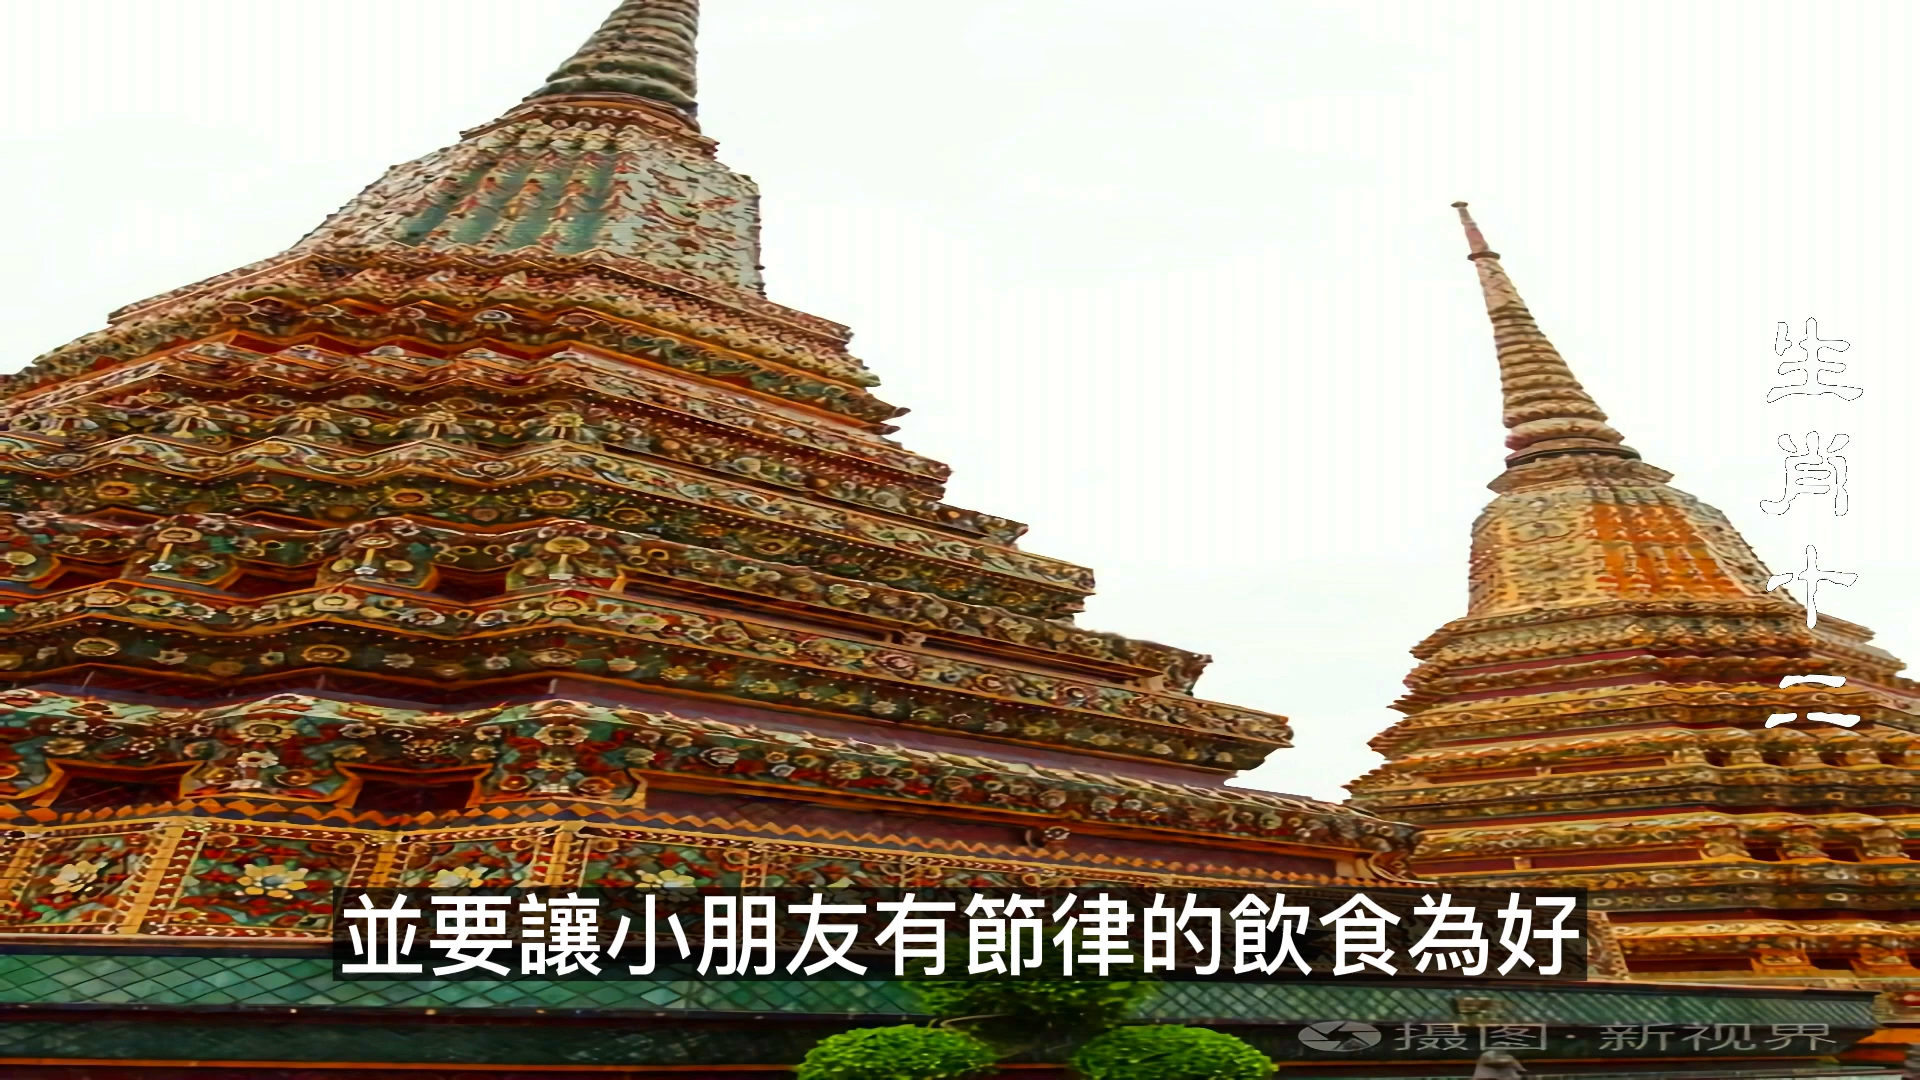 生肖十二
並要讓小朋友有節律的飲食為好
摄图·新视界